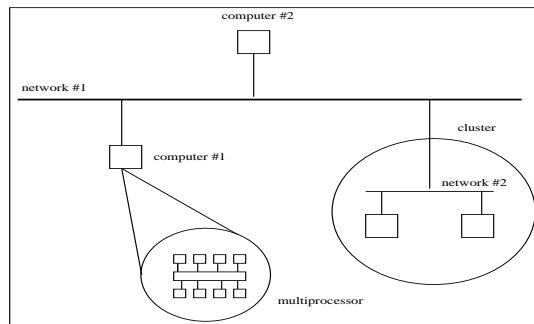 computer #2
network #1
cluster
computer #1
network #2
multiprocessor